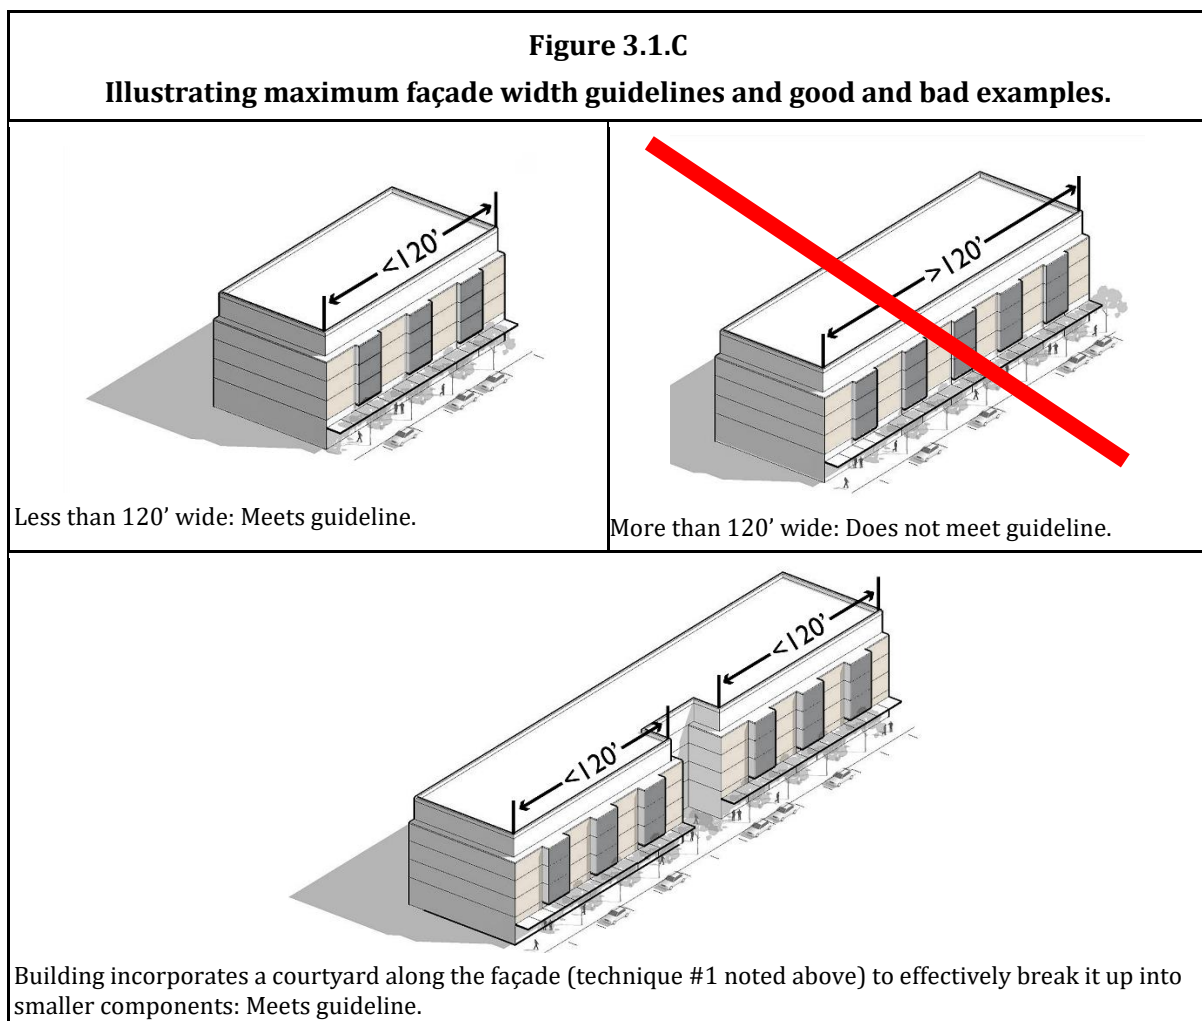 Figure 3.1.C
Illustrating maximum façade width guidelines and good and bad examples.
<120’
>120’
Less than 120’ wide: Meets guideline.
More than 120’ wide: Does not meet guideline.
<120’
<120’
Building incorporates a courtyard along the façade (technique #1 noted above) to effectively break it up into
smaller components: Meets guideline.